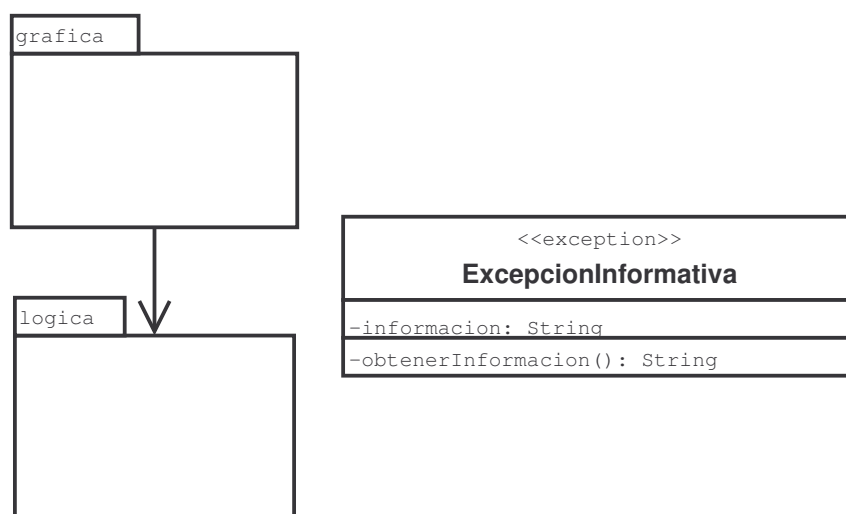 grafica
logica
<<exception>>
ExcepcionInformativa
-informacion: String
-obtenerInformacion(): String